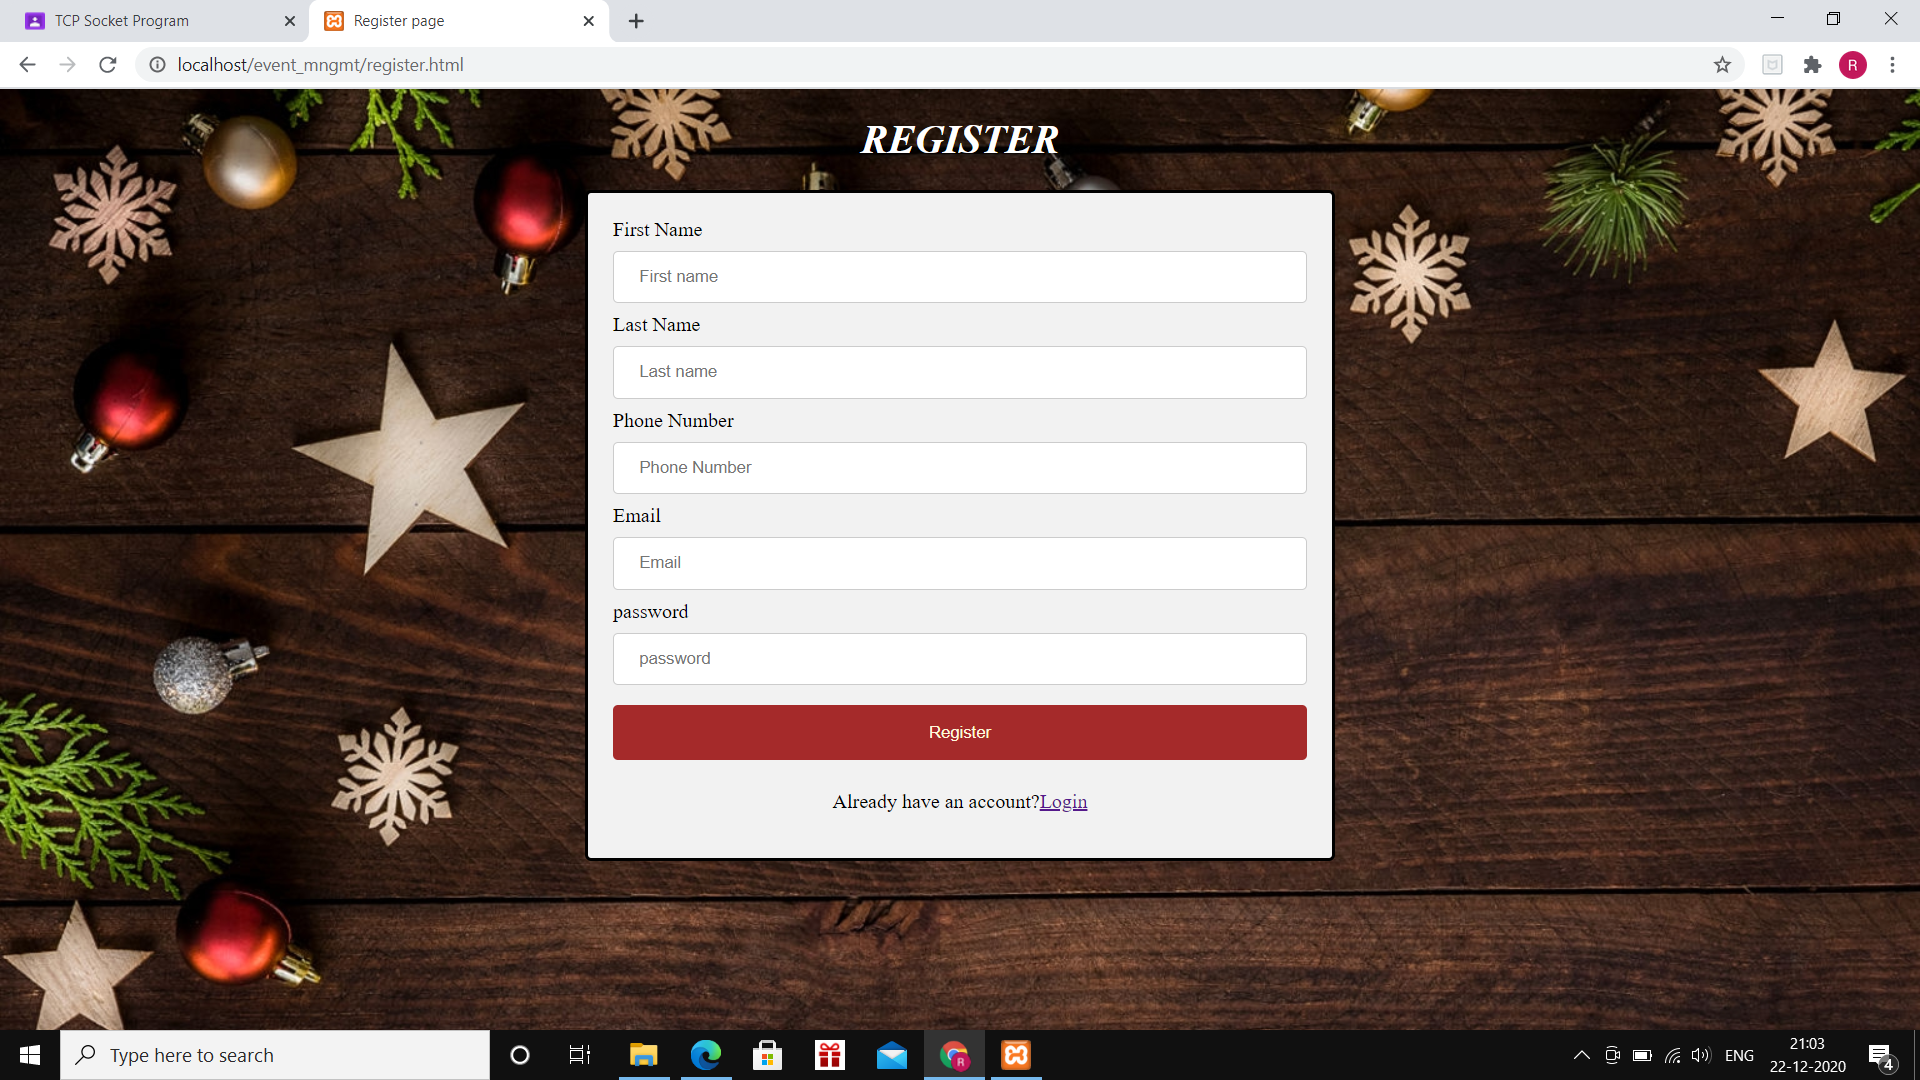 TCP Socket Program
Register page
localhost/event_mngmt/register.html
R
REGISTER
First Name
First name
Last Name
Last name
Phone Number
Phone Number
Email
Email
password
password
Register
Already have an account?Login
Type here to search
R
ENG
21:03
22-12-2020
4